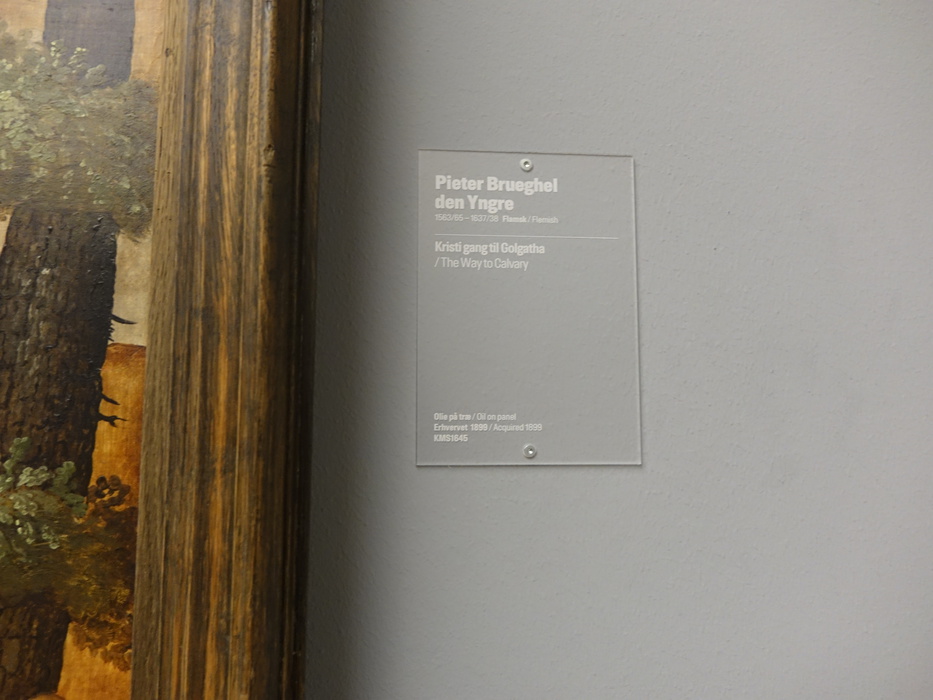 Pieter Brueghel
den Yngre
1563/65 – 1637/38 Flamsk / Flemish
Kristi gang til Golgatha
/ The Way to Calvary
Olie på træ / Oil on panel
Erhvervet 1899 / Acquired 1899
KMS1645